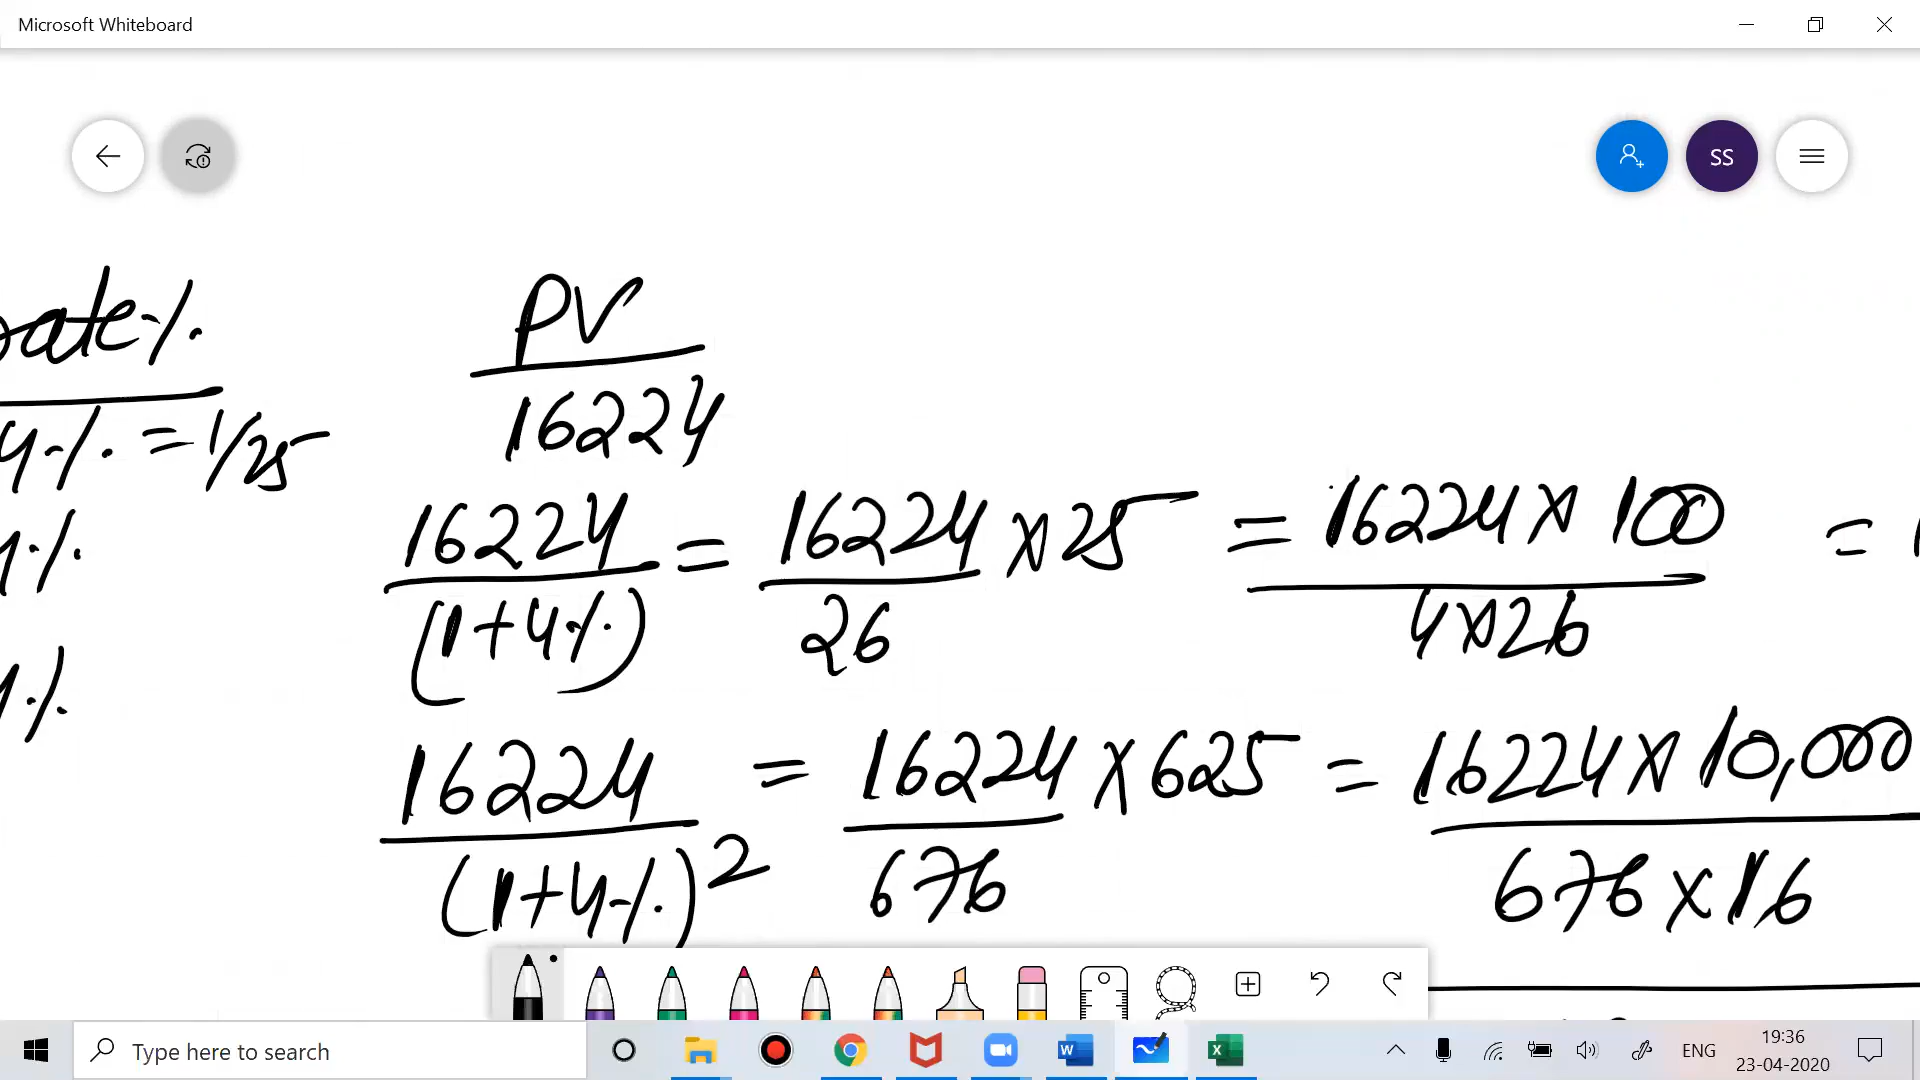 Microsoft Whiteboard
SS
rate%
PV
16224
4% = 1/25
16224 / (1+4%) = 16224 / 26 × 25 = 16224 × 100 / 4×26 =
4%
4%
16224 / (1+4%)² = 16224 / 676 × 625 = 16224 × 10,000 / 676 × 16
Type here to search
ENG
19:36
23-04-2020